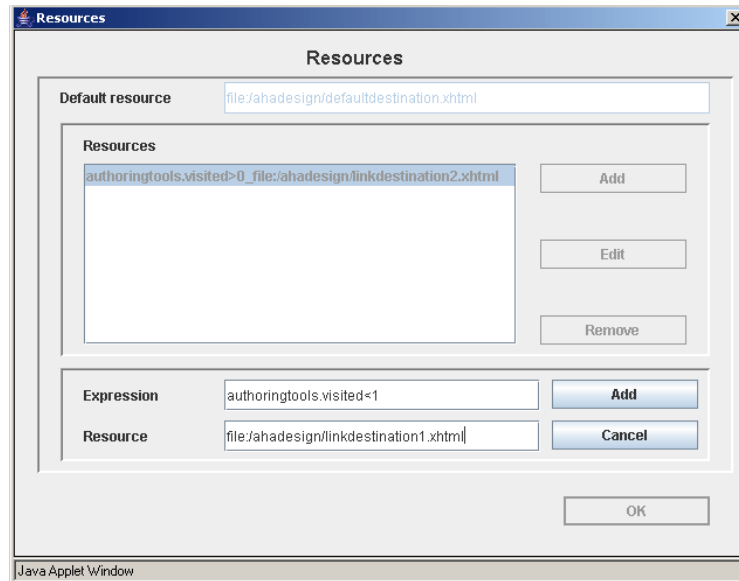 Resources
Resources
Default resource file:/ahadesign/defaultdestination.xhtml
Resources
authoringtools.visited>0_file:/ahadesign/linkdestination2.xhtml
Add
Edit
Remove
Expression authoringtools.visited<1 Add
Resource file:/ahadesign/linkdestination1.xhtml Cancel
OK
Java Applet Window